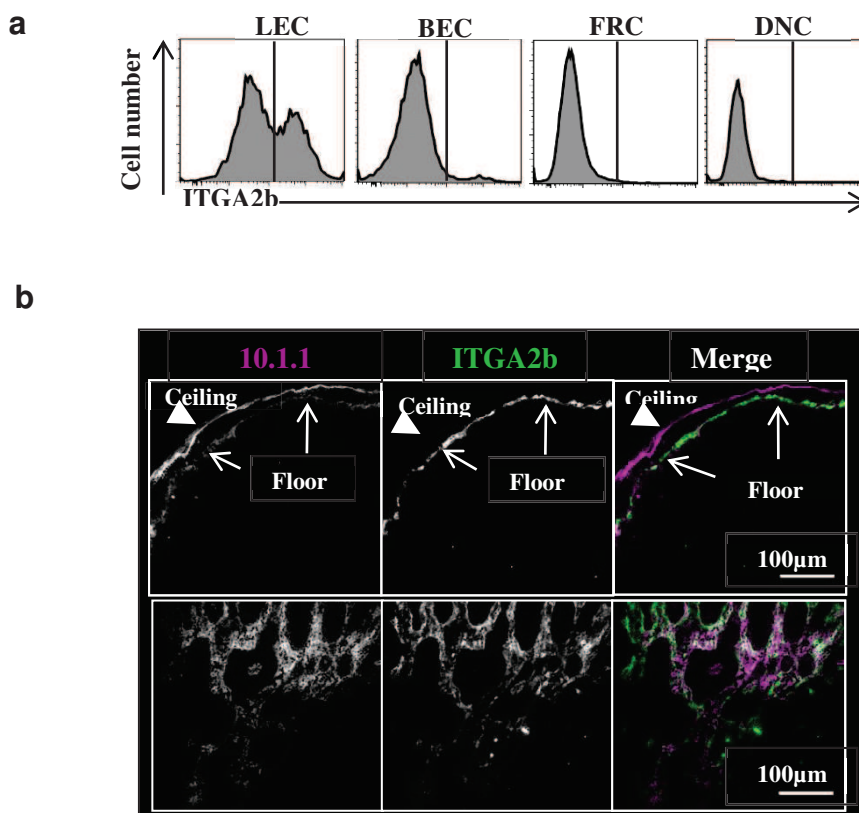 a
LEC BEC FRC DNC
Cell number
ITGA2b
b
10.1.1 ITGA2b Merge
Ceiling Ceiling Ceiling
Floor Floor Floor
100µm
100µm